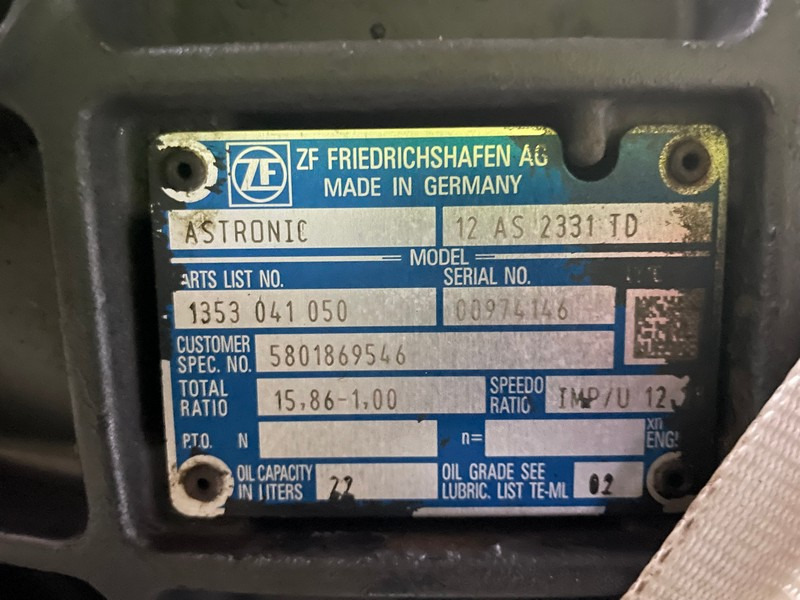 ZF
ZF FRIEDRICHSHAFEN AG
MADE IN GERMANY
ASTRONIC 12 AS 2331 TD
MODEL
ARTS LIST NO. SERIAL NO.
1353 041 050 00974146
CUSTOMER
SPEC. NO. 5801869546
TOTAL
RATIO 15,86-1,00
SPEEDO
RATIO IMP/U 12
P.T.O. N n= xn
ENG
OIL CAPACITY
IN LITERS 22
OIL GRADE SEE
LUBRIC. LIST TE-ML 02